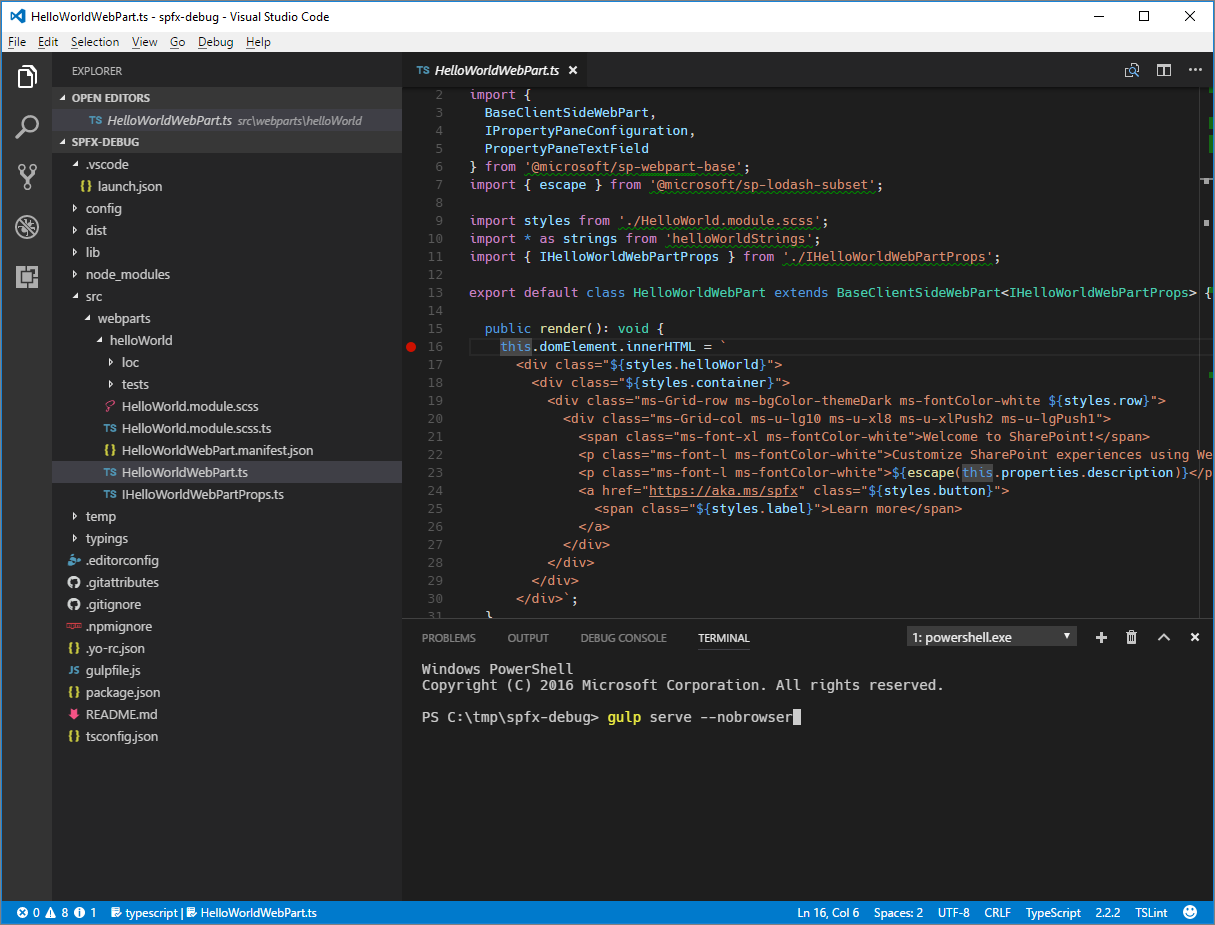 HelloWorldWebPart.ts - spfx-debug - Visual Studio Code
File Edit Selection View Go Debug Help
EXPLORER
OPEN EDITORS
TS HelloWorldWebPart.ts src\webparts\helloWorld
SPFX-DEBUG
.vscode
{} launch.json
config
dist
lib
node_modules
src
webparts
helloWorld
loc
tests
HelloWorld.module.scss
TS HelloWorld.module.scss.ts
{} HelloWorldWebPart.manifest.json
TS HelloWorldWebPart.ts
TS IHelloWorldWebPartProps.ts
temp
typings
.editorconfig
.gitattributes
.gitignore
.npmignore
{} .yo-rc.json
JS gulpfile.js
{} package.json
README.md
{} tsconfig.json
TS HelloWorldWebPart.ts
2 import {
3 BaseClientSideWebPart,
4 IPropertyPaneConfiguration,
5 PropertyPaneTextField
6 } from '@microsoft/sp-webpart-base';
7 import { escape } from '@microsoft/sp-lodash-subset';
8
9 import styles from './HelloWorld.module.scss';
10 import * as strings from 'helloWorldStrings';
11 import { IHelloWorldWebPartProps } from './IHelloWorldWebPartProps';
12
13 export default class HelloWorldWebPart extends BaseClientSideWebPart<IHelloWorldWebPartProps> {
14
15 public render(): void {
16 this.domElement.innerHTML = `
17 <div class="${styles.helloWorld}">
18 <div class="${styles.container}">
19 <div class="ms-Grid-row ms-bgColor-themeDark ms-fontColor-white ${styles.row}">
20 <div class="ms-Grid-col ms-u-lg10 ms-u-xl8 ms-u-xlPush2 ms-u-lgPush1">
21 <span class="ms-font-xl ms-fontColor-white">Welcome to SharePoint!</span>
22 <p class="ms-font-l ms-fontColor-white">Customize SharePoint experiences using We
23 <p class="ms-font-l ms-fontColor-white">${escape(this.properties.description)}</p
24 <a href="https://aka.ms/spfx" class="${styles.button}">
25 <span class="${styles.label}">Learn more</span>
26 </a>
27 </div>
28 </div>
29 </div>
30 </div>`;
31 }
PROBLEMS OUTPUT DEBUG CONSOLE TERMINAL 1: powershell.exe
Windows PowerShell
Copyright (C) 2016 Microsoft Corporation. All rights reserved.
PS C:\tmp\spfx-debug> gulp serve --nobrowser
0 8 1 typescript | HelloWorldWebPart.ts Ln 16, Col 6 Spaces: 2 UTF-8 CRLF TypeScript 2.2.2 TSLint